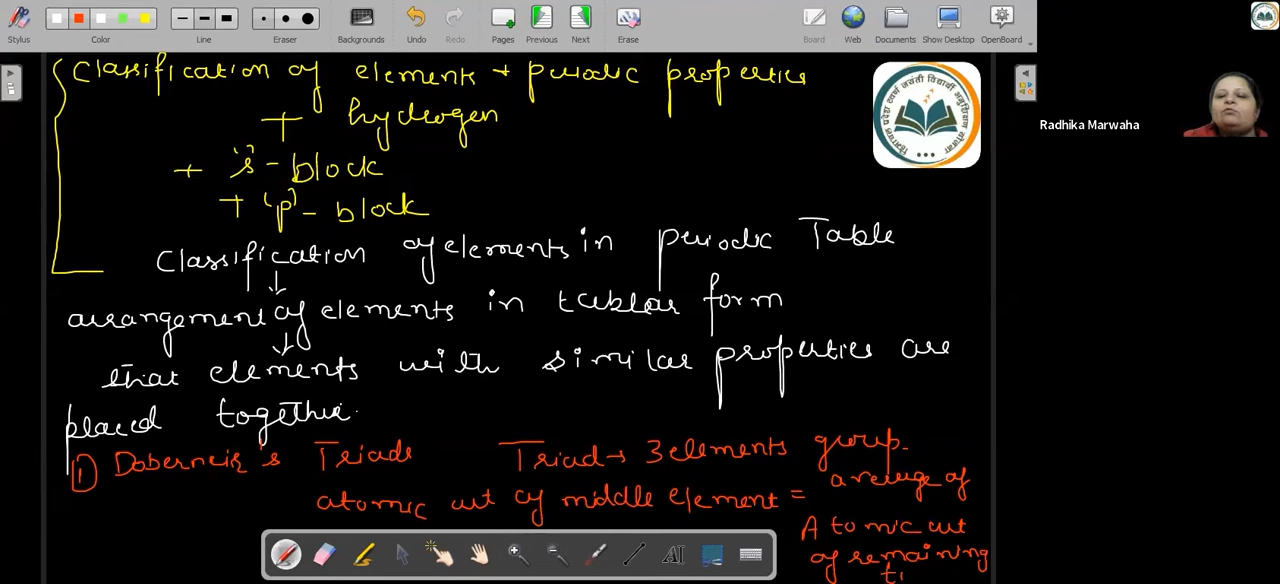 Stylus
Color
Line
Eraser
Backgrounds
Undo
Redo
Pages
Previous
Next
Erase
Board
Web
Documents
Show Desktop
OpenBoard
Radhika Marwaha
Classification of elements + periodic properties
+ hydrogen
+ 's' - block
+ 'p' - block
Classification of elements in periodic Table
arrangement of elements in tablar form
that elements with similar properties are
placed together.
① Doberneir's Triads Triad → 3 elements group.
atomic wt of middle element = average of
Atomic wt
of remaining